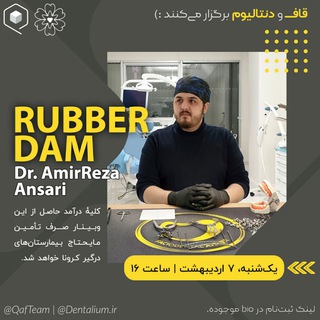 قاف و دنتالیوم برگزار می‌کنند :)
RUBBER
DAM
Dr. AmirReza
Ansari
کلیهٔ درآمد حاصل از این
وبینار صرف تأمین
مایحتاج بیمارستان‌های
درگیر کرونا خواهد شد.
یک‌شنبه، ۷ اردیبهشت | ساعت ۱۶
@QafTeam | @Dentalium.ir
لینک ثبت‌نام در bio موجوده.